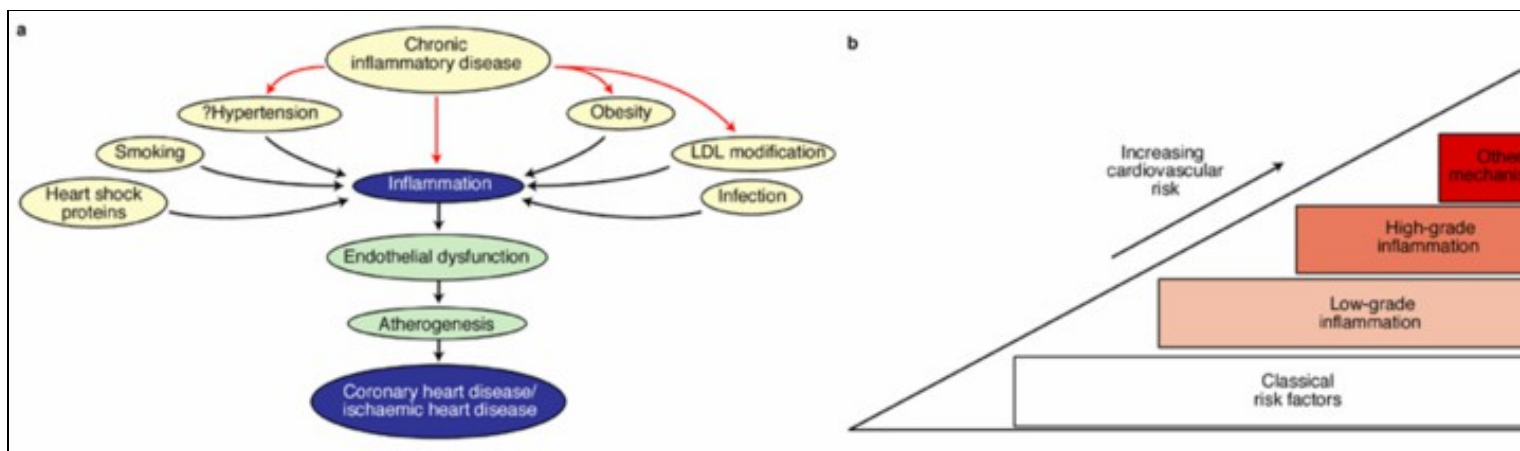 a
Chronic
inflammatory disease
?Hypertension
Obesity
Smoking
LDL modification
Heart shock
proteins
Inflammation
Infection
Endothelial dysfunction
Atherogenesis
Coronary heart disease/
ischaemic heart disease
b
Increasing
cardiovascular
risk
Other
High-grade
inflammation
Low-grade
inflammation
Classical
risk factors